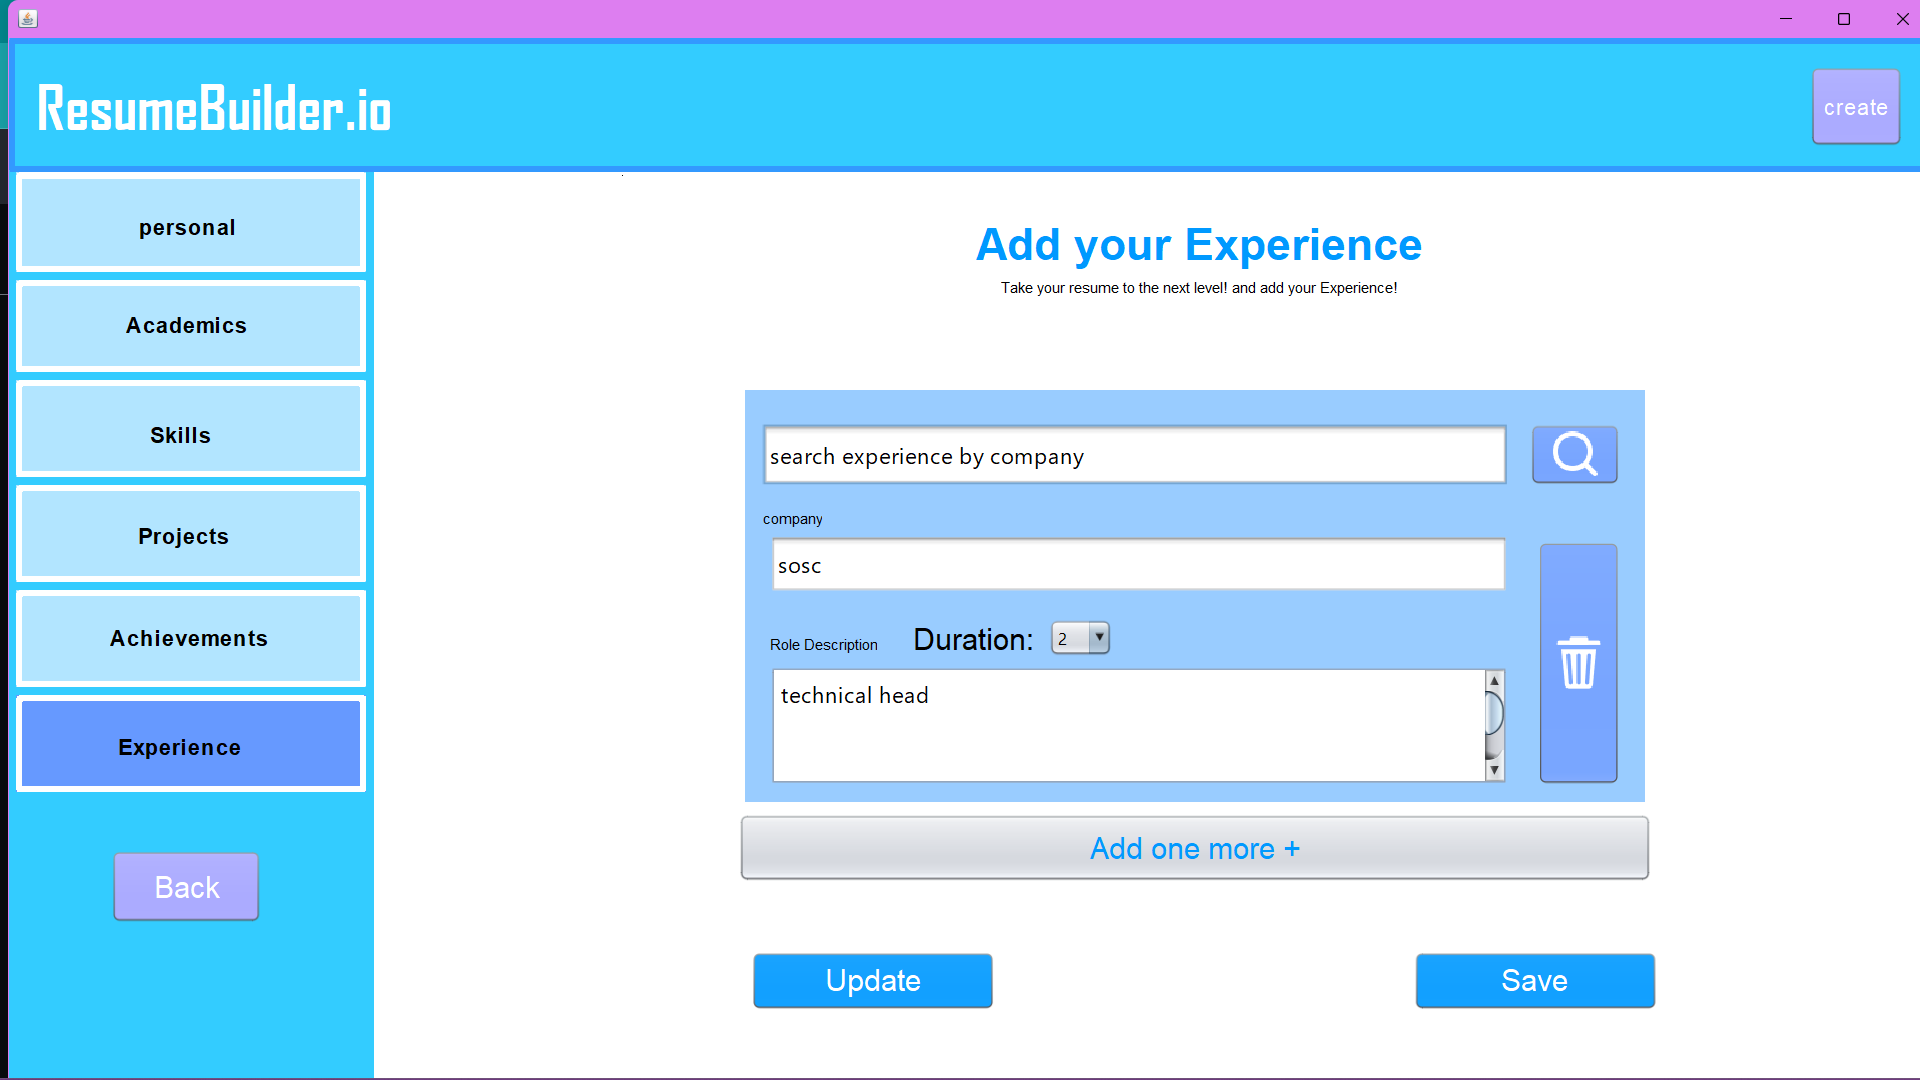 ResumeBuilder.io
create
personal
Academics
Skills
Projects
Achievements
Experience
Back
Add your Experience
Take your resume to the next level! and add your Experience!
search experience by company
company
sosc
Role Description Duration: 2
technical head
Add one more +
Update Save